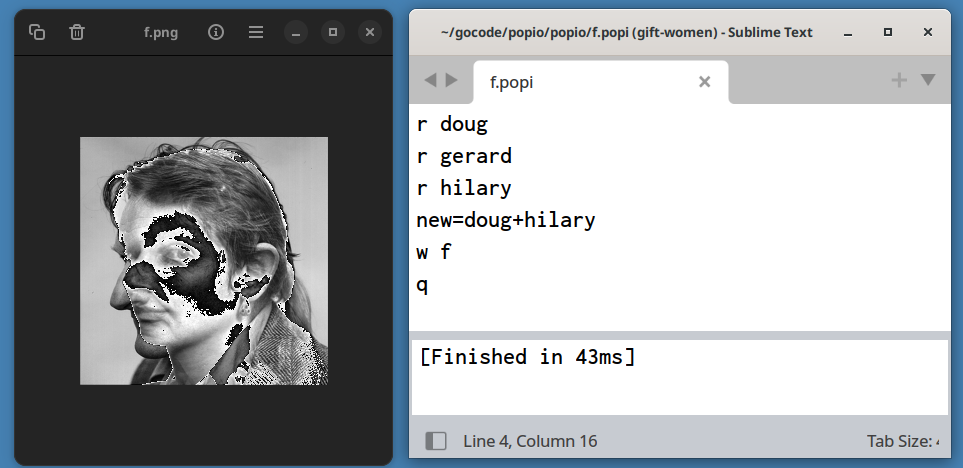 f.png
~/gocode/popio/popio/f.popi (gift-women) - Sublime Text
f.popi
r doug
r gerard
r hilary
new=doug+hilary
w f
q
[Finished in 43ms]
Line 4, Column 16
Tab Size: